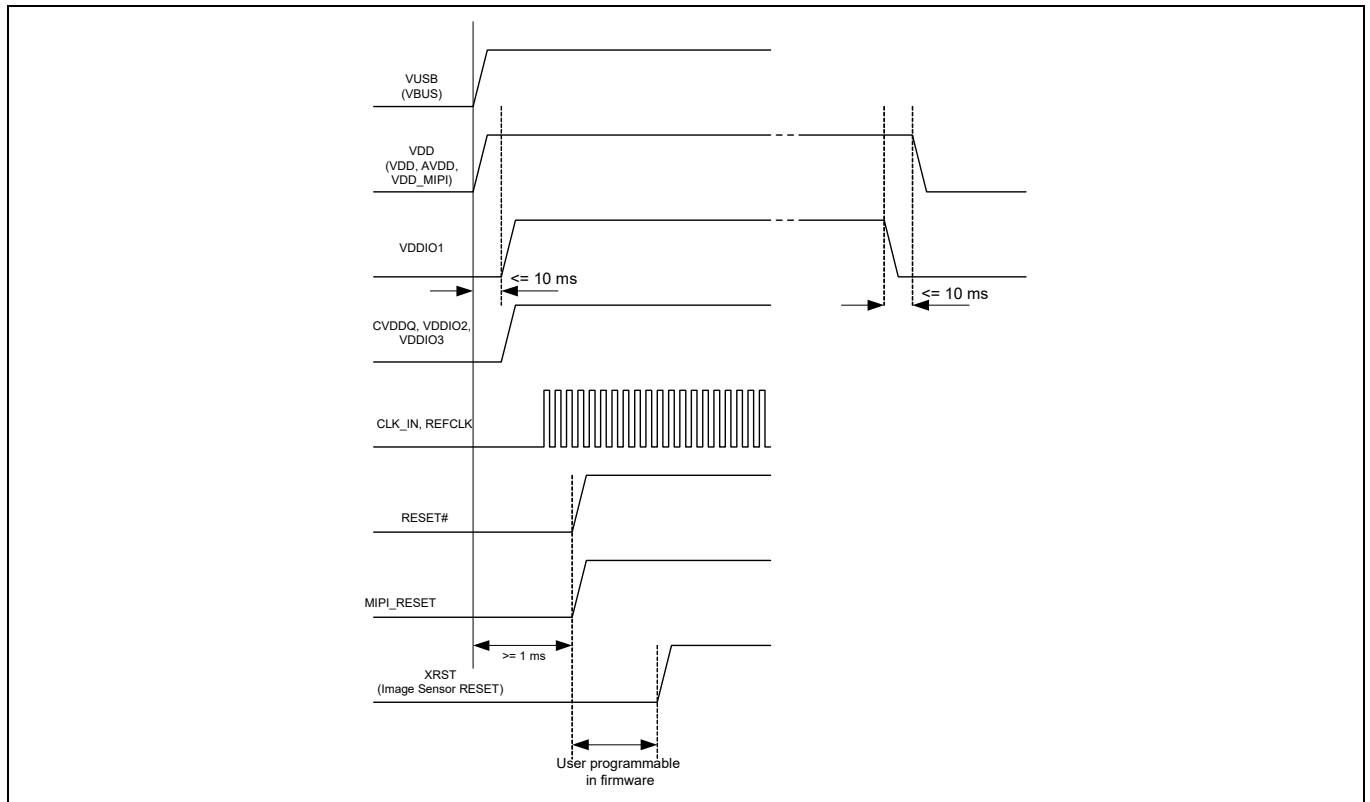 VUSB
(VBUS)
VDD
(VDD, AVDD,
VDD_MIPI)
VDDIO1
<= 10 ms
<= 10 ms
CVDDQ, VDDIO2,
VDDIO3
CLK_IN, REFCLK
RESET#
MIPI_RESET
>= 1 ms
XRST
(Image Sensor RESET)
User programmable
in firmware